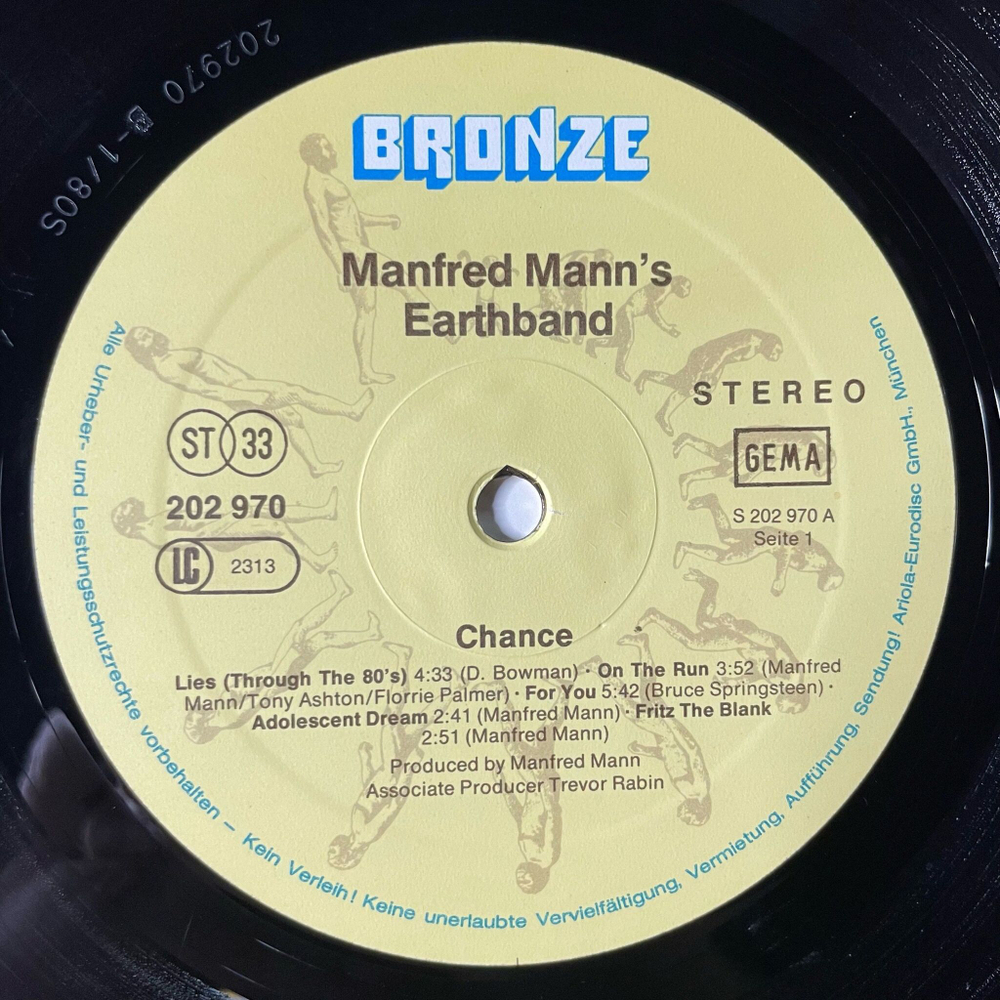 202970 B-1/80S
BRONZE
Manfred Mann's
Earthband
STEREO
ST 33
GEMA
202 970
S 202 970 A
Seite 1
LC 2313
Chance
Lies (Through The 80's) 4:33 (D. Bowman) · On The Run 3:52 (Manfred
Mann/Tony Ashton/Florrie Palmer) · For You 5:42 (Bruce Springsteen) ·
Adolescent Dream 2:41 (Manfred Mann) · Fritz The Blank
2:51 (Manfred Mann)
Produced by Manfred Mann
Associate Producer Trevor Rabin
Alle Urheber- und Leistungsschutzrechte vorbehalten – Kein Verleih! Keine unerlaubte Vervielfältigung, Vermietung, Aufführung, Sendung! Ariola-Eurodisc GmbH., München